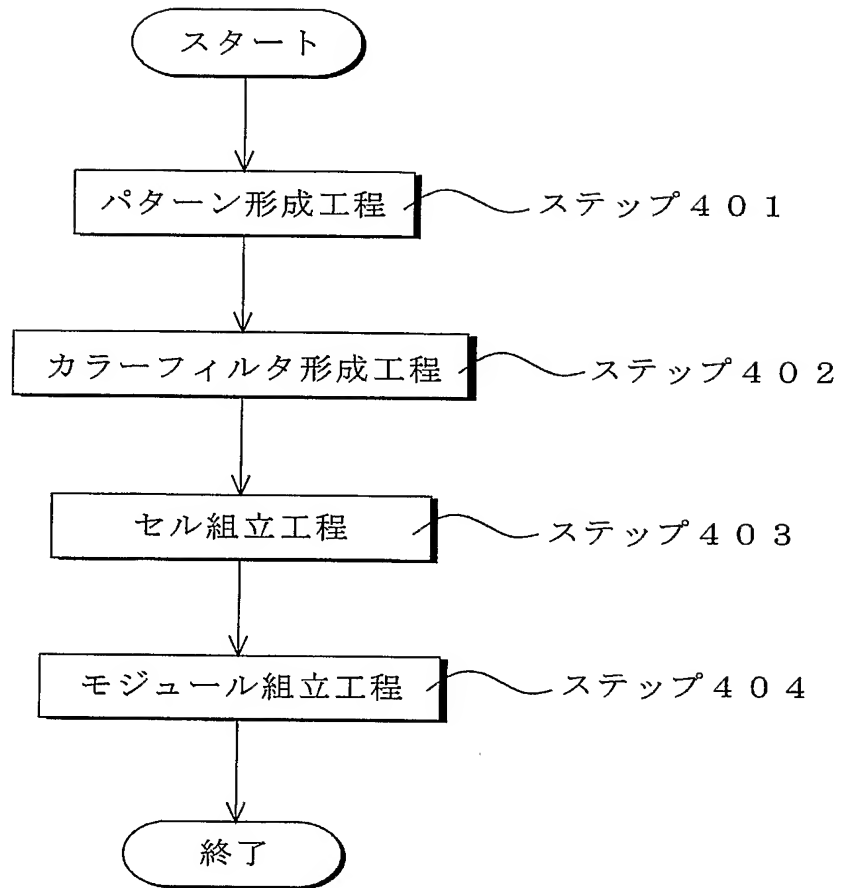 スタート
パターン形成工程
ステップ４０１
カラーフィルタ形成工程
ステップ４０２
セル組立工程
ステップ４０３
モジュール組立工程
ステップ４０４
終了